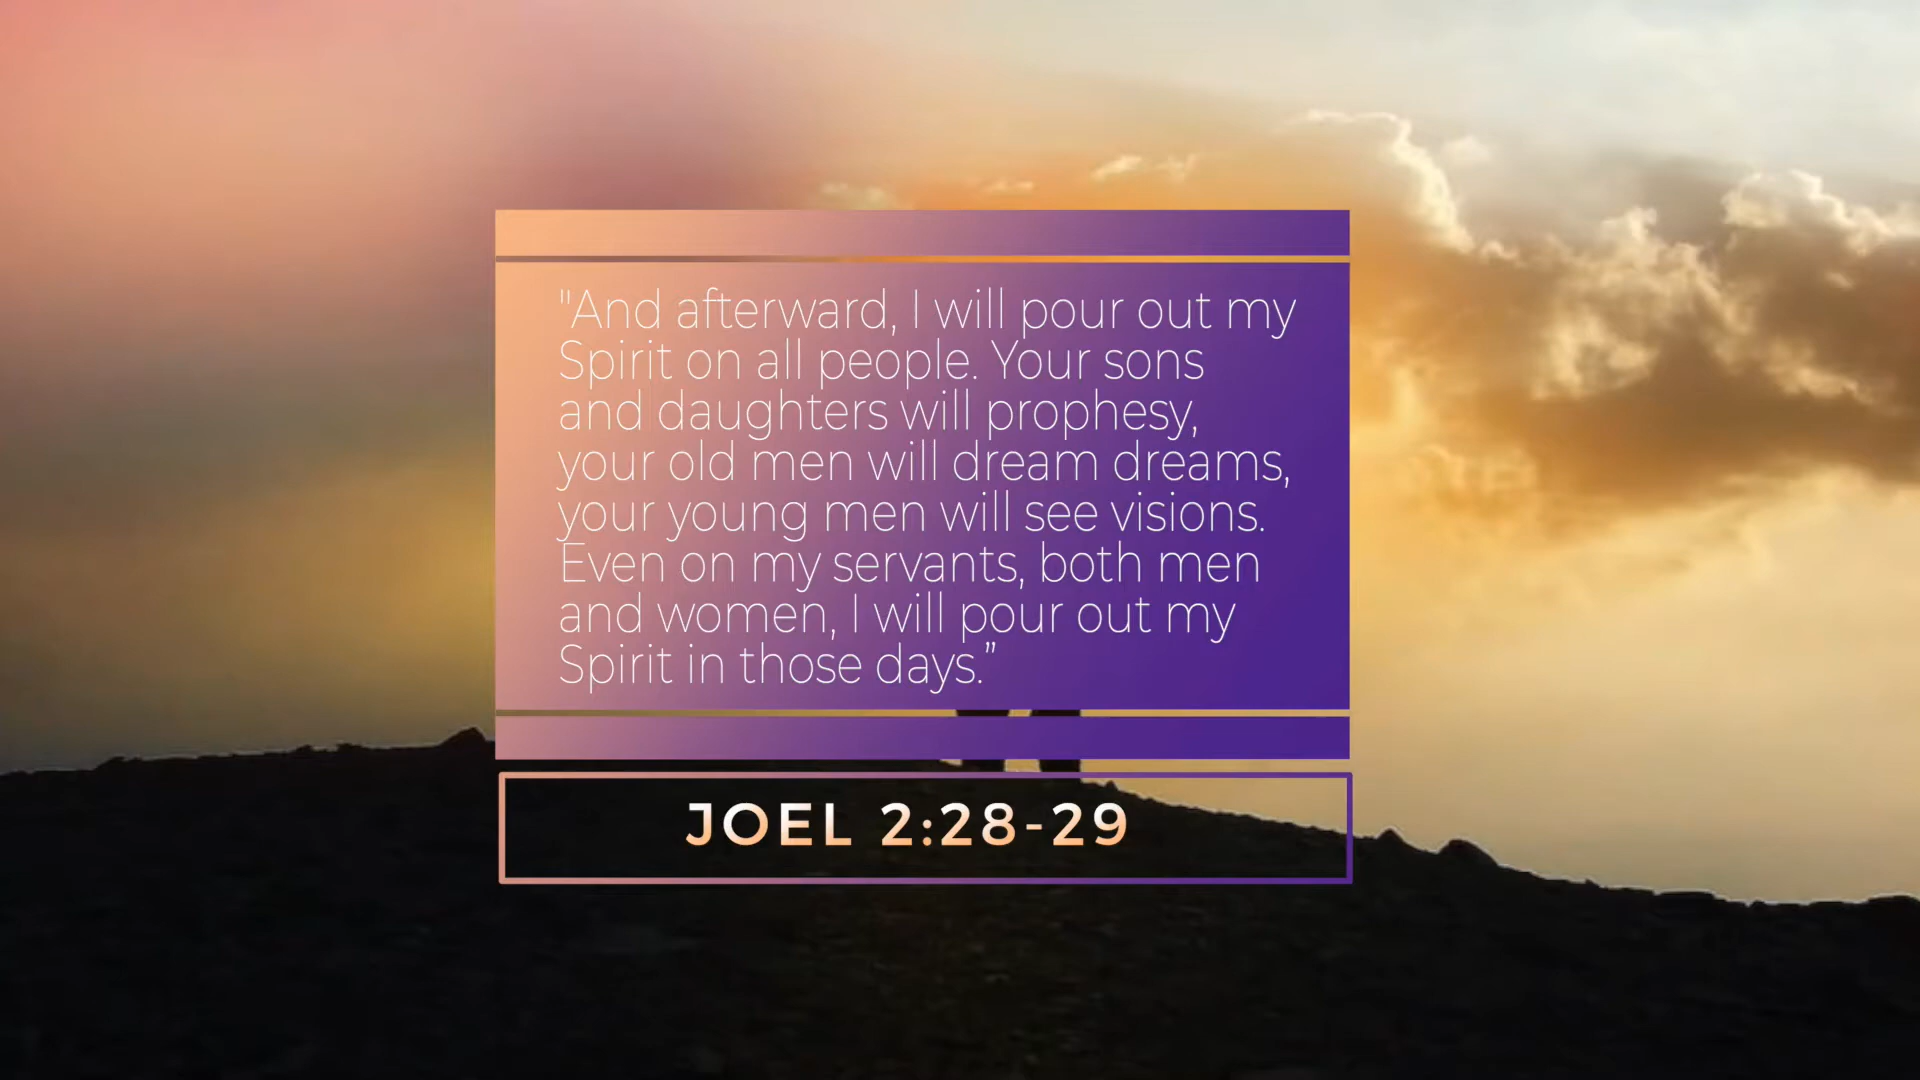 "And afterward, I will pour out my
Spirit on all people. Your sons
and daughters will prophesy,
your old men will dream dreams,
your young men will see visions.
Even on my servants, both men
and women, I will pour out my
Spirit in those days.”
JOEL 2:28-29